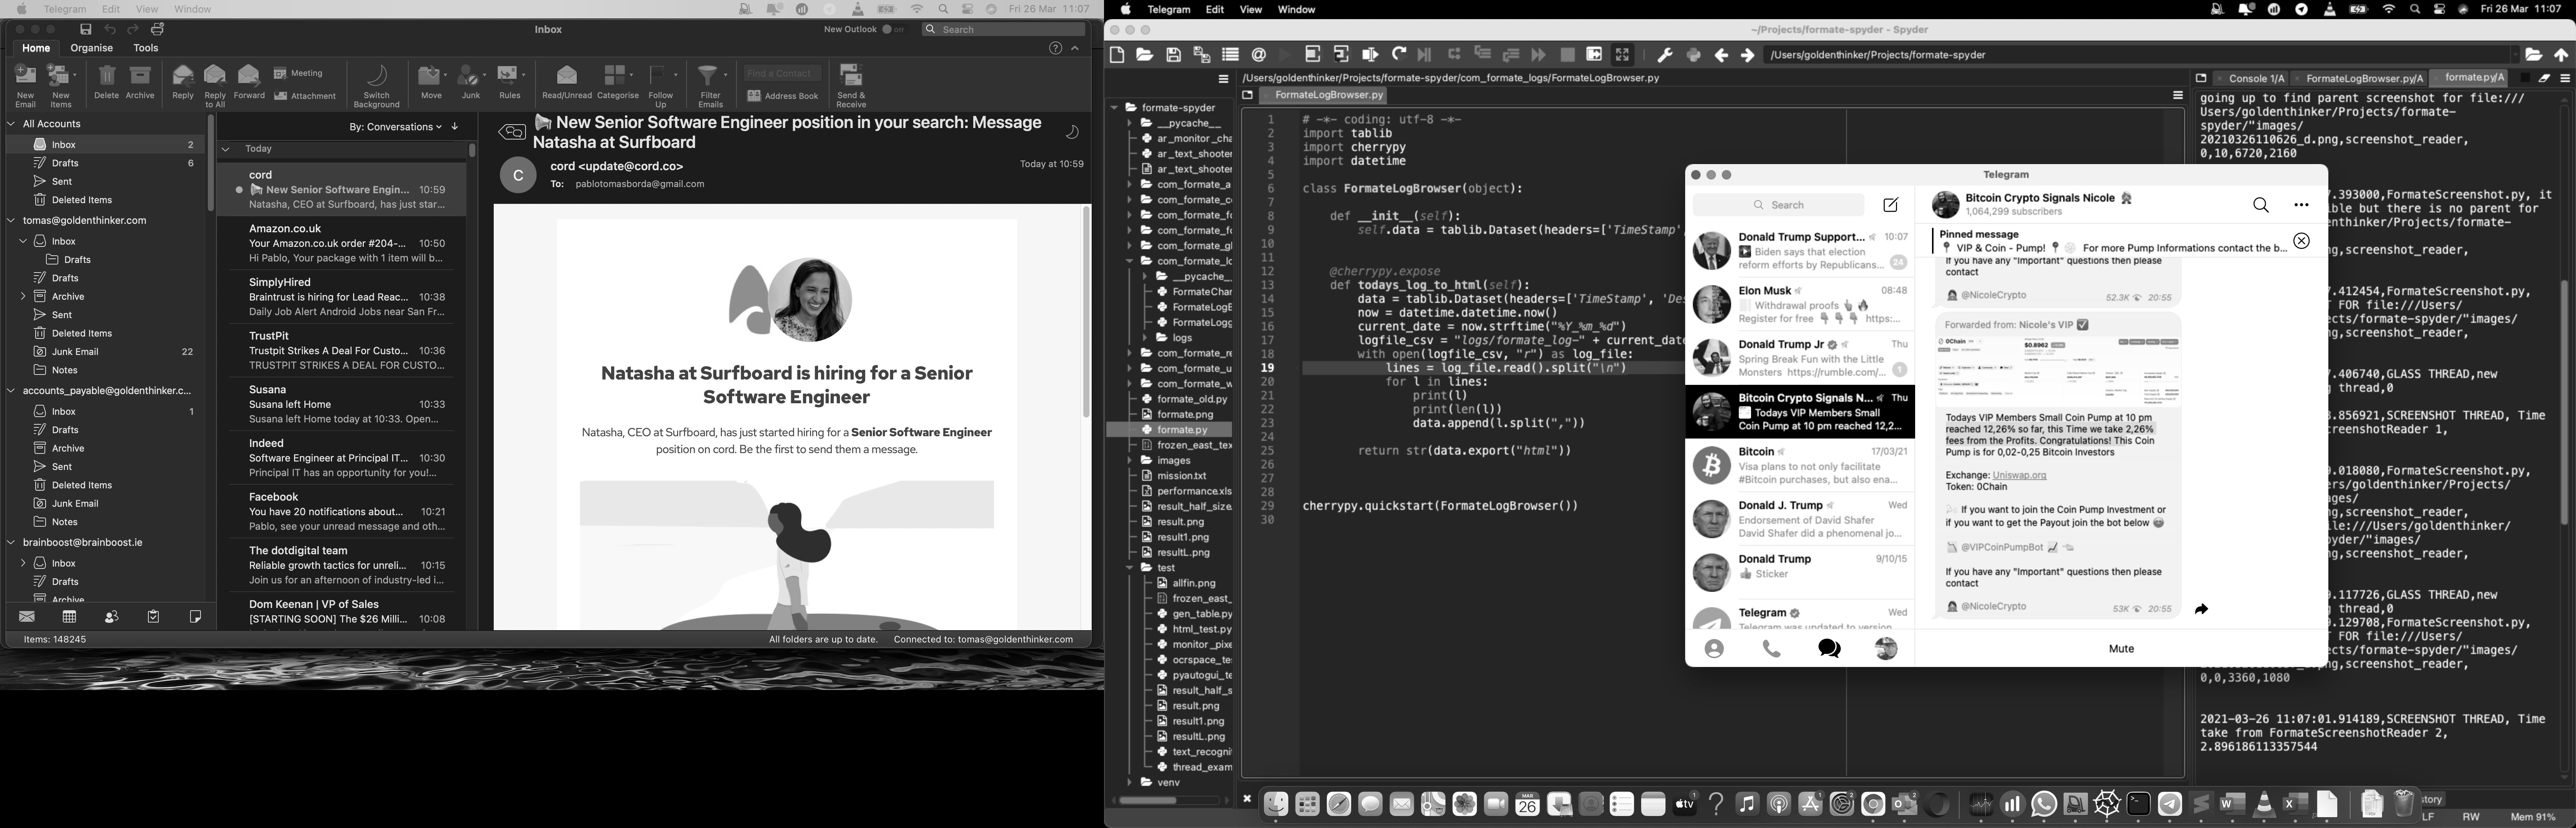 Telegram Edit View Window
Fri 26 Mar 11:07
Inbox
New Outlook
Search
Home Organise Tools
New Email
New Items
Delete
Archive
Reply
Reply to All
Forward
Meeting
Attachment
Switch Background
Move
Junk
Rules
Read/Unread
Categorise
Follow Up
Filter Emails
Find a Contact
Address Book
Send & Receive
All Accounts
Inbox 2
Drafts 6
Sent
Deleted Items
tomas@goldenthinker.com
Inbox
Drafts
Drafts
Archive
Sent
Deleted Items
Junk Email 22
Notes
accounts_payable@goldenthinker.c...
Inbox 1
Drafts
Archive
Sent
Deleted Items
Junk Email
Notes
brainboost@brainboost.ie
Inbox
Drafts
Archive
Items: 148245
By: Conversations
Today
cord
New Senior Software Engin... 10:59
Natasha, CEO at Surfboard, has just star...
Amazon.co.uk
Your Amazon.co.uk order #204-... 10:50
Hi Pablo, Your package with 1 item will b...
SimplyHired
Braintrust is hiring for Lead Reac... 10:38
Daily Job Alert Android Jobs near San Fr...
TrustPit
Trustpit Strikes A Deal For Custo... 10:36
TRUSTPIT STRIKES A DEAL FOR CUSTO...
Susana
Susana left Home 10:33
Susana left Home today at 10:33. Open...
Indeed
Software Engineer at Principal IT... 10:30
Principal IT has an opportunity for you!...
Facebook
You have 20 notifications about... 10:21
Pablo, see your unread message and oth...
The dotdigital team
Reliable growth tactics for unreli... 10:15
Join us for an afternoon of industry-led i...
Dom Keenan | VP of Sales
[STARTING SOON] The $26 Milli... 10:08
New Senior Software Engineer position in your search: Message
Natasha at Surfboard
C
cord <update@cord.co>
To: pablotomasborda@gmail.com
Today at 10:59
Natasha at Surfboard is hiring for a Senior
Software Engineer
Natasha, CEO at Surfboard, has just started hiring for a Senior Software Engineer
position on cord. Be the first to send them a message.
All folders are up to date. Connected to: tomas@goldenthinker.com
Telegram Edit View Window
Fri 26 Mar 11:07
~/Projects/formate-spyder - Spyder
/Users/goldenthinker/Projects/formate-spyder
/Users/goldenthinker/Projects/formate-spyder/com_formate_logs/FormateLogBrowser.py
FormateLogBrowser.py
formate-spyder
__pycache__
ar_monitor_cha
ar_text_shooter
ar_text_shooter
com_formate_a
com_formate_c
com_formate_fo
com_formate_fo
com_formate_gl
com_formate_lo
__pycache__
FormateChar
FormateLogB
FormateLogg
logs
com_formate_re
com_formate_u
com_formate_w
formate_old.py
formate.png
formate.py
frozen_east_tex
images
mission.txt
performance.xls
result_half_size
result.png
result1.png
resultL.png
test
allfin.png
frozen_east_
gen_table.py
html_test.py
monitor_pixe
ocrspace_tes
pyautogui_te
result_half_s
result.png
result1.png
resultL.png
text_recogni
thread_exam
venv
1 # -*- coding: utf-8 -*-
2 import tablib
3 import cherrypy
4 import datetime
5
6 class FormateLogBrowser(object):
7
8 def __init__(self):
9 self.data = tablib.Dataset(headers=['TimeStamp',
10
11
12 @cherrypy.expose
13 def todays_log_to_html(self):
14 data = tablib.Dataset(headers=['TimeStamp', 'De
15 now = datetime.datetime.now()
16 current_date = now.strftime("%Y_%m_%d")
17 logfile_csv = "logs/formate_log-" + current_date
18 with open(logfile_csv, "r") as log_file:
19 lines = log_file.read().split("\n")
20 for l in lines:
21 print(l)
22 print(len(l))
23 data.append(l.split(","))
24
25 return str(data.export("html"))
26
27
28
29 cherrypy.quickstart(FormateLogBrowser())
30
Telegram
Search
Donald Trump Support... 10:07
Biden says that election
reform efforts by Republicans... 24
Elon Musk 08:48
Withdrawal proofs
Register for free https:...
Donald Trump Jr Thu
Spring Break Fun with the Little
Monsters https://rumble.com/... 1
Bitcoin Crypto Signals N... Thu
Todays VIP Members Small
Coin Pump at 10 pm reached 12,2...
Bitcoin 17/03/21
Visa plans to not only facilitate
#Bitcoin purchases, but also ena...
Donald J. Trump Wed
Endorsement of David Shafer
David Shafer did a phenomenal jo...
Donald Trump 9/10/15
Sticker
Telegram Wed
Telegram was updated to version
Bitcoin Crypto Signals Nicole
1,064,299 subscribers
Pinned message
VIP & Coin - Pump! For more Pump Informations contact the b...
If you have any "Important" questions then please
contact
@NicoleCrypto
52.3K 20:55
Forwarded from: Nicole's VIP
0Chain
$0.8962
Todays VIP Members Small Coin Pump at 10 pm
reached 12,26% so far, this Time we take 2,26%
fees from the Profits. Congratulations! This Coin
Pump is for 0,02-0,25 Bitcoin Investors
Exchange: Uniswap.org
Token: 0Chain
If you want to join the Coin Pump Investment or
if you want to get the Payout join the bot below
@VIPCoinPumpBot
If you have any "Important" questions then please
contact
@NicoleCrypto
53K 20:55
Mute
Console 1/A
FormateLogBrowser.py/A
formate.py/A
going up to find parent screenshot for file:///
Users/goldenthinker/Projects/formate-
spyder/"images/
20210326110626_d.png,screenshot_reader,
0,10,6720,2160
.393000,FormateScreenshot.py, it
ible but there is no parent for
enthinker/Projects/formate-
ng,screenshot_reader,
.412454,FormateScreenshot.py,
FOR file:///Users/
ects/formate-spyder/"images/
ng,screenshot_reader,
.406740,GLASS THREAD,new
thread,0
.856921,SCREENSHOT THREAD, Time
teScreenshotReader 1,
.018080,FormateScreenshot.py,
ers/goldenthinker/Projects/
mages/
ng,screenshot_reader,
ile:///Users/goldenthinker/
pyder/"images/
ng,screenshot_reader,
.117726,GLASS THREAD,new
thread,0
.129708,FormateScreenshot.py,
FOR file:///Users/
ects/formate-spyder/"images/
ng,screenshot_reader,
0,0,3360,1080
2021-03-26 11:07:01.914189,SCREENSHOT THREAD, Time
take from FormateScreenshotReader 2,
2.896186113357544
MAR
26
tv
story
LF RW Mem 91%